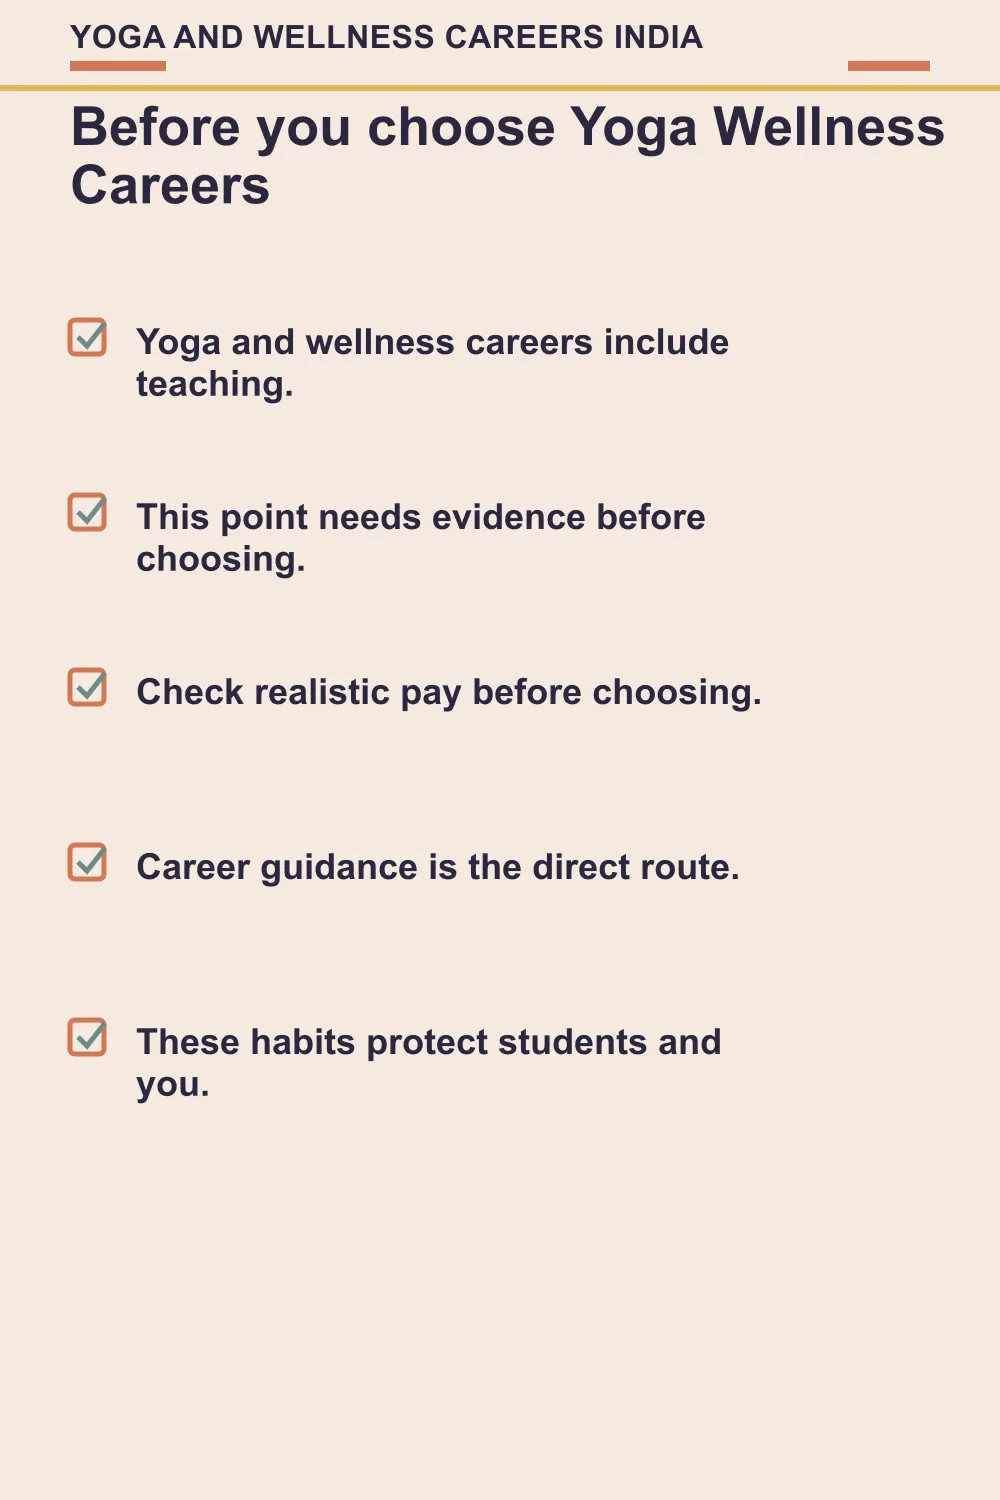 YOGA AND WELLNESS CAREERS INDIA
Before you choose Yoga Wellness
Careers
Yoga and wellness careers include
teaching.
This point needs evidence before
choosing.
Check realistic pay before choosing.
Career guidance is the direct route.
These habits protect students and
you.